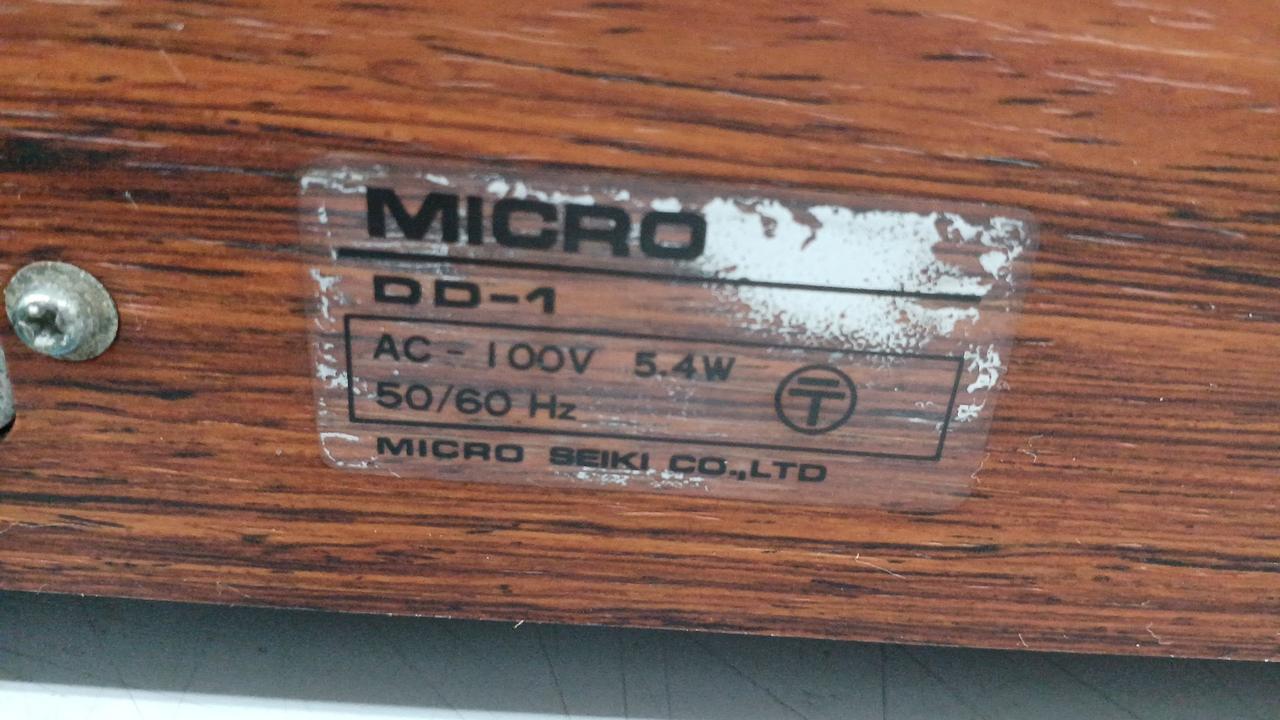 MICRO
DD-1
AC - 100V 5.4W
50/60 Hz
MICRO SEIKI CO.,LTD